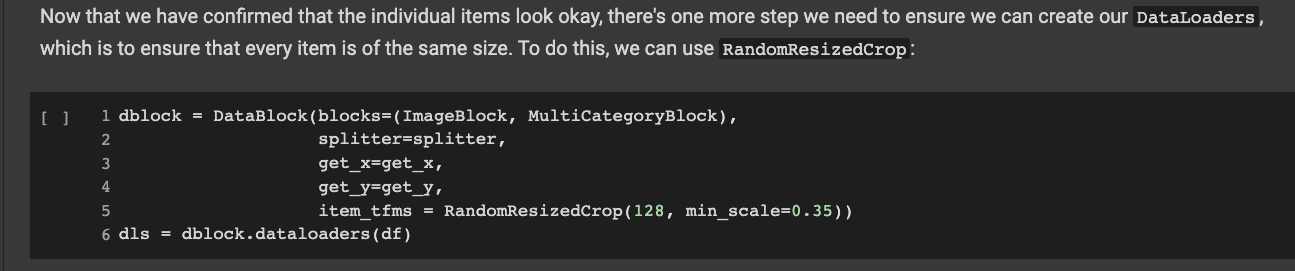 Now that we have confirmed that the individual items look okay, there's one more step we need to ensure we can create our DataLoaders,
which is to ensure that every item is of the same size. To do this, we can use RandomResizedCrop:
[ ] 1 dblock = DataBlock(blocks=(ImageBlock, MultiCategoryBlock),
2 splitter=splitter,
3 get_x=get_x,
4 get_y=get_y,
5 item_tfms = RandomResizedCrop(128, min_scale=0.35))
6 dls = dblock.dataloaders(df)